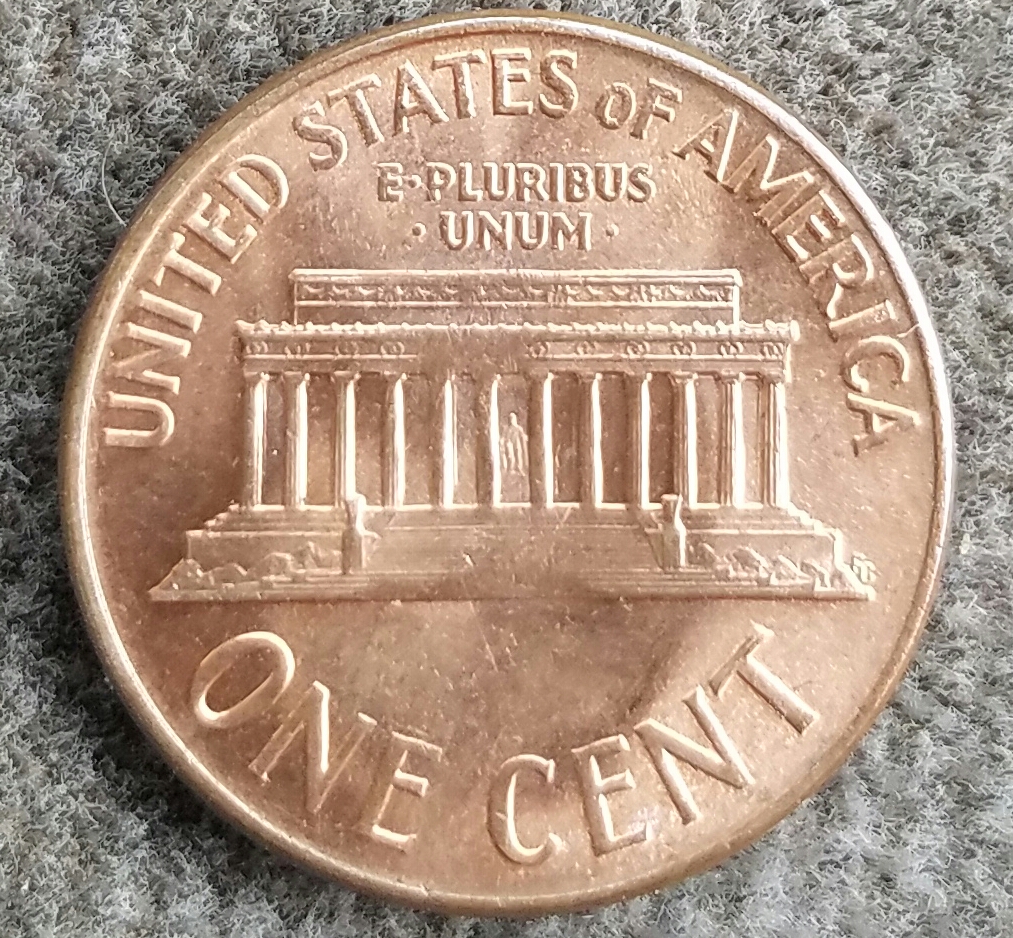 UNITED STATES OF AMERICA
E·PLURIBUS
·UNUM·
ONE CENT